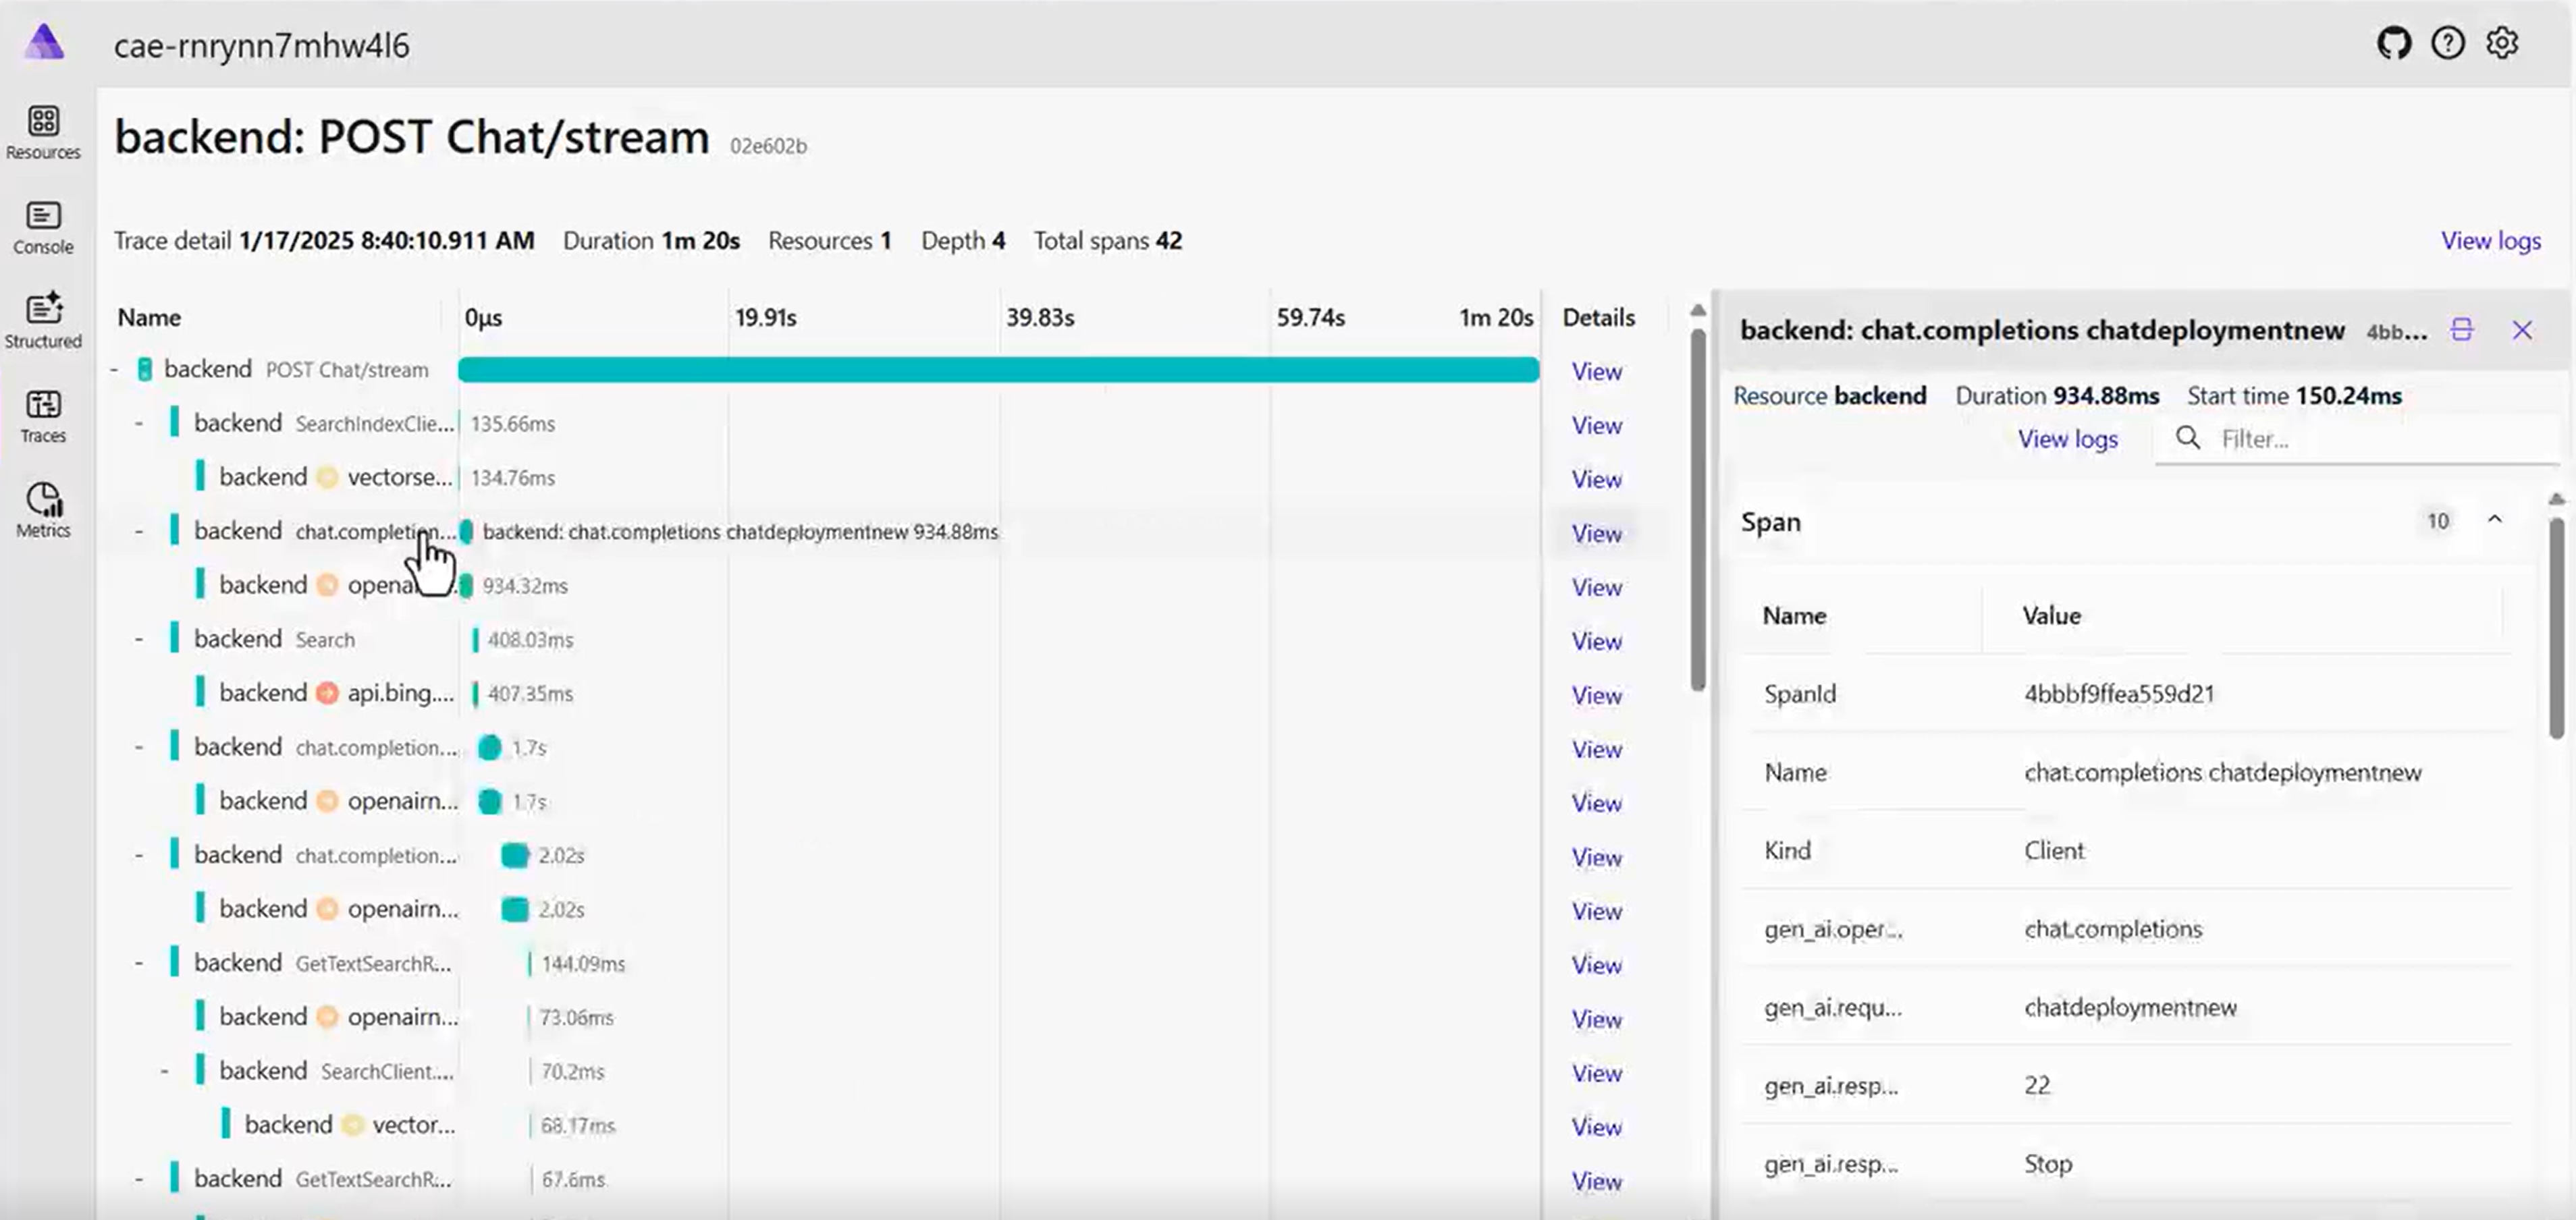 cae-rnrynn7mhw4l6
Resources
Console
Structured
Traces
Metrics
backend: POST Chat/stream 02e602b
Trace detail 1/17/2025 8:40:10.911 AM Duration 1m 20s Resources 1 Depth 4 Total spans 42
View logs
Name 0µs 19.91s 39.83s 59.74s 1m 20s Details
- backend POST Chat/stream View
- backend SearchIndexClie... 135.66ms View
backend vectorse... 134.76ms View
- backend chat.completion... backend: chat.completions chatdeploymentnew 934.88ms View
backend openai 934.32ms View
- backend Search 408.03ms View
backend api.bing.... 407.35ms View
- backend chat.completion... 1.7s View
backend openairn... 1.7s View
- backend chat.completion... 2.02s View
backend openairn... 2.02s View
- backend GetTextSearchR... 144.09ms View
backend openairn... 73.06ms View
- backend SearchClient.... 70.2ms View
backend vector... 68.17ms View
- backend GetTextSearchR... 67.6ms View
backend: chat.completions chatdeploymentnew 4bb...
Resource backend Duration 934.88ms Start time 150.24ms
View logs Filter...
Span 10
Name Value
SpanId 4bbbf9ffea559d21
Name chat.completions chatdeploymentnew
Kind Client
gen_ai.oper... chat.completions
gen_ai.requ... chatdeploymentnew
gen_ai.resp... 22
gen_ai.resp... Stop